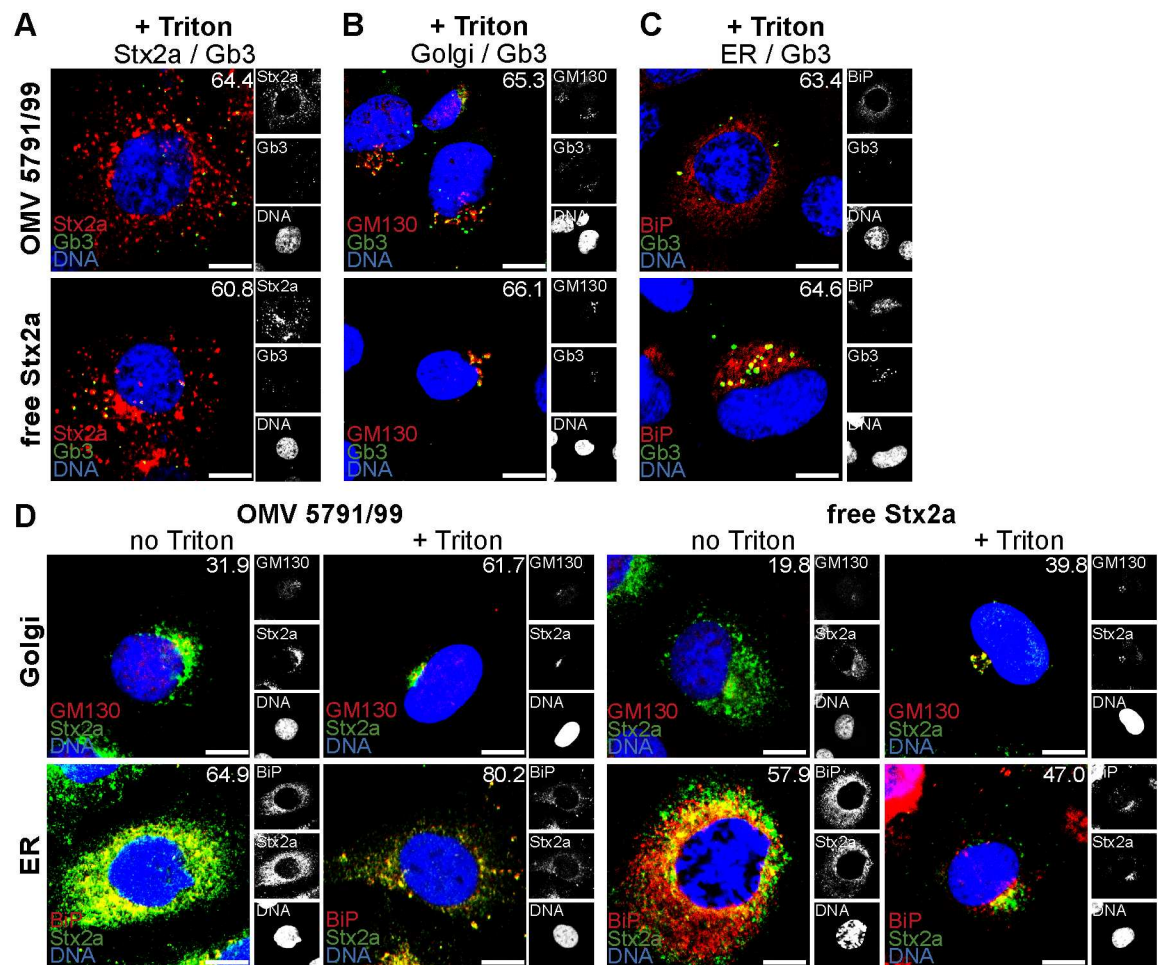 A
+ Triton
Stx2a / Gb3
B
+ Triton
Golgi / Gb3
C
+ Triton
ER / Gb3
OMV 5791/99
64.4
Stx2a
Gb3
DNA
Stx2a
Gb3
DNA
65.3
GM130
Gb3
DNA
GM130
Gb3
DNA
63.4
BiP
Gb3
DNA
BiP
Gb3
DNA
free Stx2a
60.8
Stx2a
Gb3
DNA
Stx2a
Gb3
DNA
66.1
GM130
Gb3
DNA
GM130
Gb3
DNA
64.6
BiP
Gb3
DNA
BiP
Gb3
DNA
D
OMV 5791/99
free Stx2a
no Triton
+ Triton
no Triton
+ Triton
Golgi
31.9
GM130
Stx2a
DNA
GM130
Stx2a
DNA
61.7
GM130
Stx2a
DNA
GM130
Stx2a
DNA
19.8
GM130
Stx2a
DNA
GM130
Stx2a
DNA
39.8
GM130
Stx2a
DNA
GM130
Stx2a
DNA
ER
64.9
BiP
Stx2a
DNA
BiP
Stx2a
DNA
80.2
BiP
Stx2a
DNA
BiP
Stx2a
DNA
57.9
BiP
Stx2a
DNA
BiP
Stx2a
DNA
47.0
BiP
Stx2a
DNA
BiP
Stx2a
DNA